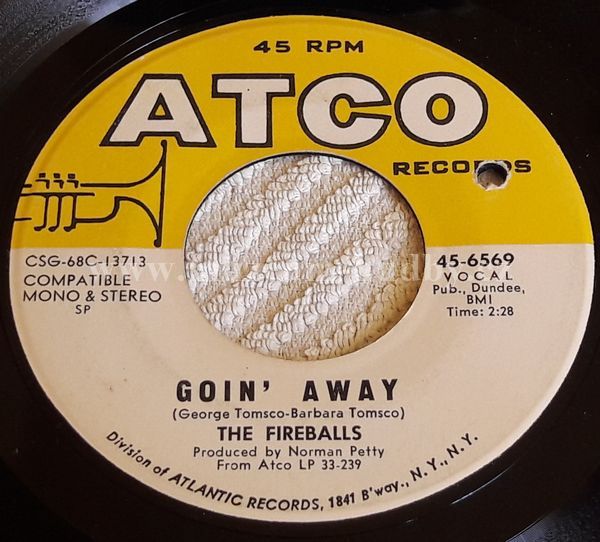 45 RPM
ATCO
RECORDS
CSG-68C-13713
COMPATIBLE
MONO & STEREO
SP
45-6569
VOCAL
Pub., Dundee,
BMI
Time: 2:28
GOIN' AWAY
(George Tomsco-Barbara Tomsco)
THE FIREBALLS
Produced by Norman Petty
From Atco LP 33-239
Division of ATLANTIC RECORDS, 1841 B'way., N.Y., N.Y.